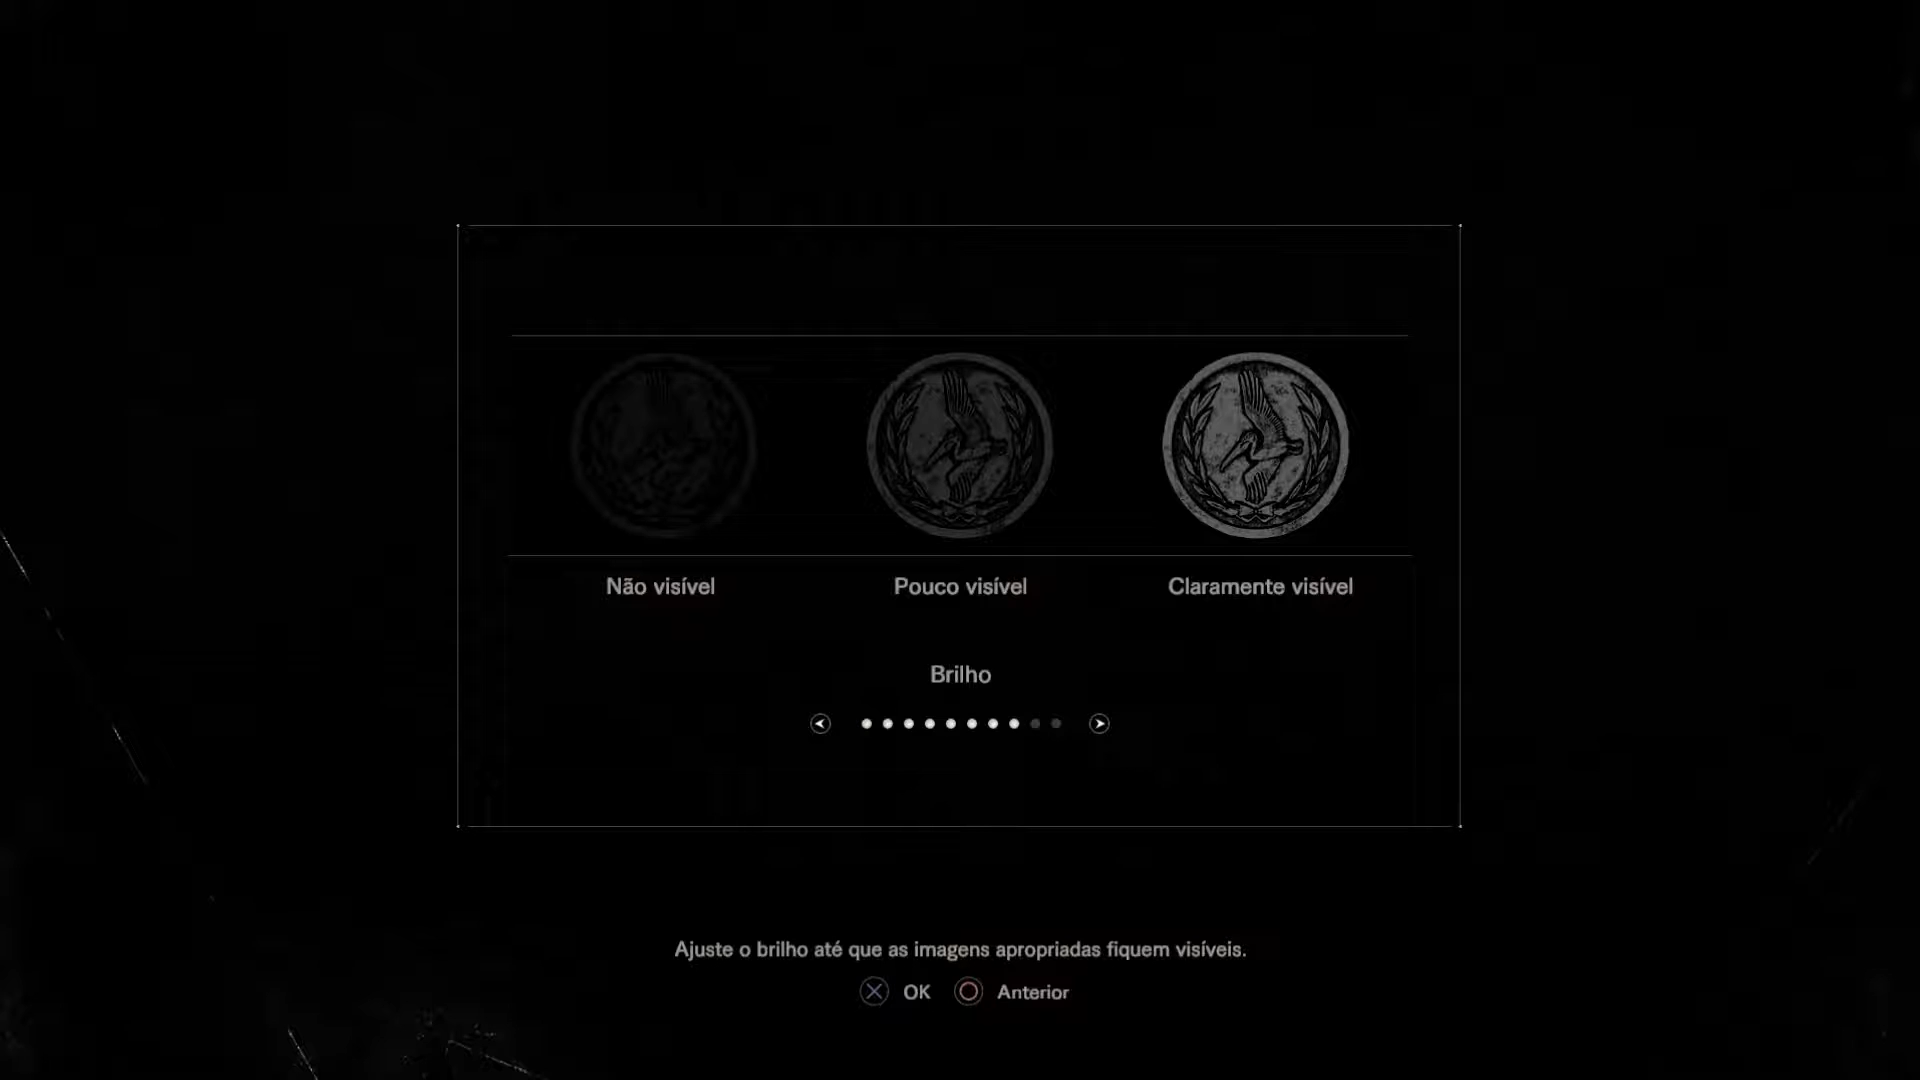 Não visível
Pouco visível
Claramente visível
Brilho
Ajuste o brilho até que as imagens apropriadas fiquem visíveis.
OK Anterior